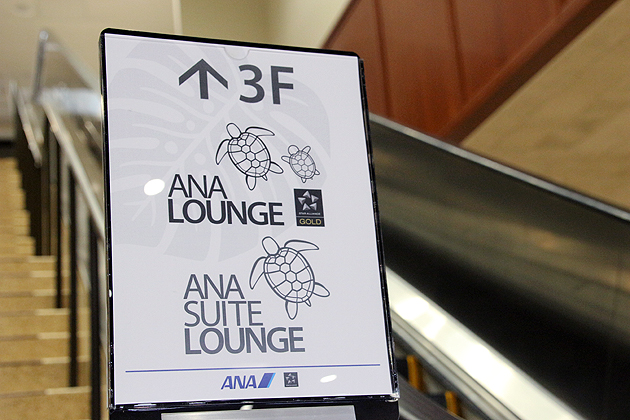 ↑ 3F
ANA
LOUNGE
STAR ALLIANCE
GOLD
ANA
SUITE
LOUNGE
ANA